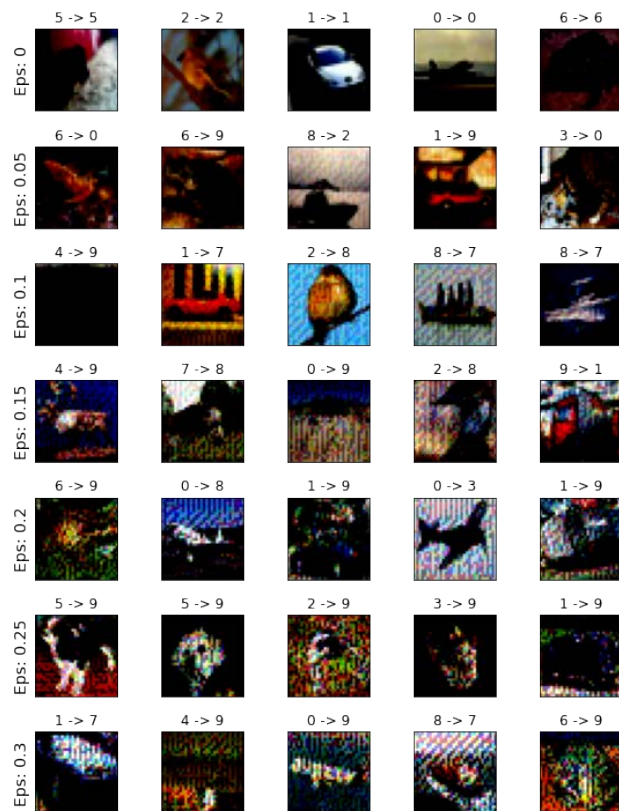 5 -> 5 2 -> 2 1 -> 1 0 -> 0 6 -> 6
Eps: 0
6 -> 0 6 -> 9 8 -> 2 1 -> 9 3 -> 0
Eps: 0.05
4 -> 9 1 -> 7 2 -> 8 8 -> 7 8 -> 7
Eps: 0.1
4 -> 9 7 -> 8 0 -> 9 2 -> 8 9 -> 1
Eps: 0.15
6 -> 9 0 -> 8 1 -> 9 0 -> 3 1 -> 9
Eps: 0.2
5 -> 9 5 -> 9 2 -> 9 3 -> 9 1 -> 9
Eps: 0.25
1 -> 7 4 -> 9 0 -> 9 8 -> 7 6 -> 9
Eps: 0.3